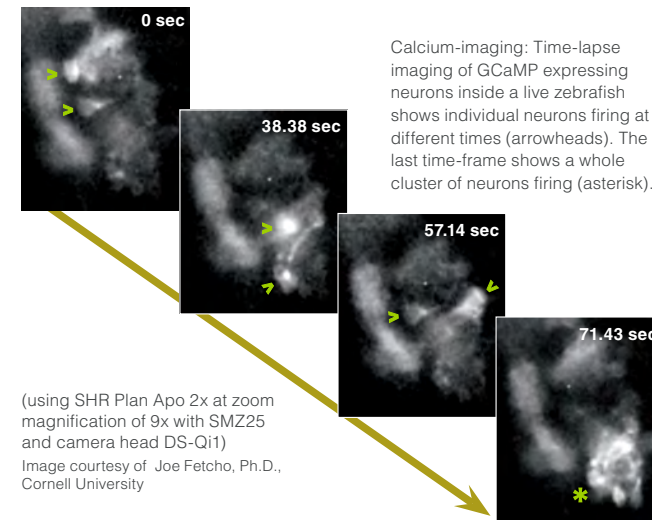 0 sec
Calcium-imaging: Time-lapse
imaging of GCaMP expressing
neurons inside a live zebrafish
shows individual neurons firing at
different times (arrowheads). The
last time-frame shows a whole
cluster of neurons firing (asterisk).
38.38 sec
57.14 sec
71.43 sec
(using SHR Plan Apo 2x at zoom
magnification of 9x with SMZ25
and camera head DS-Qi1)
Image courtesy of Joe Fetcho, Ph.D.,
Cornell University